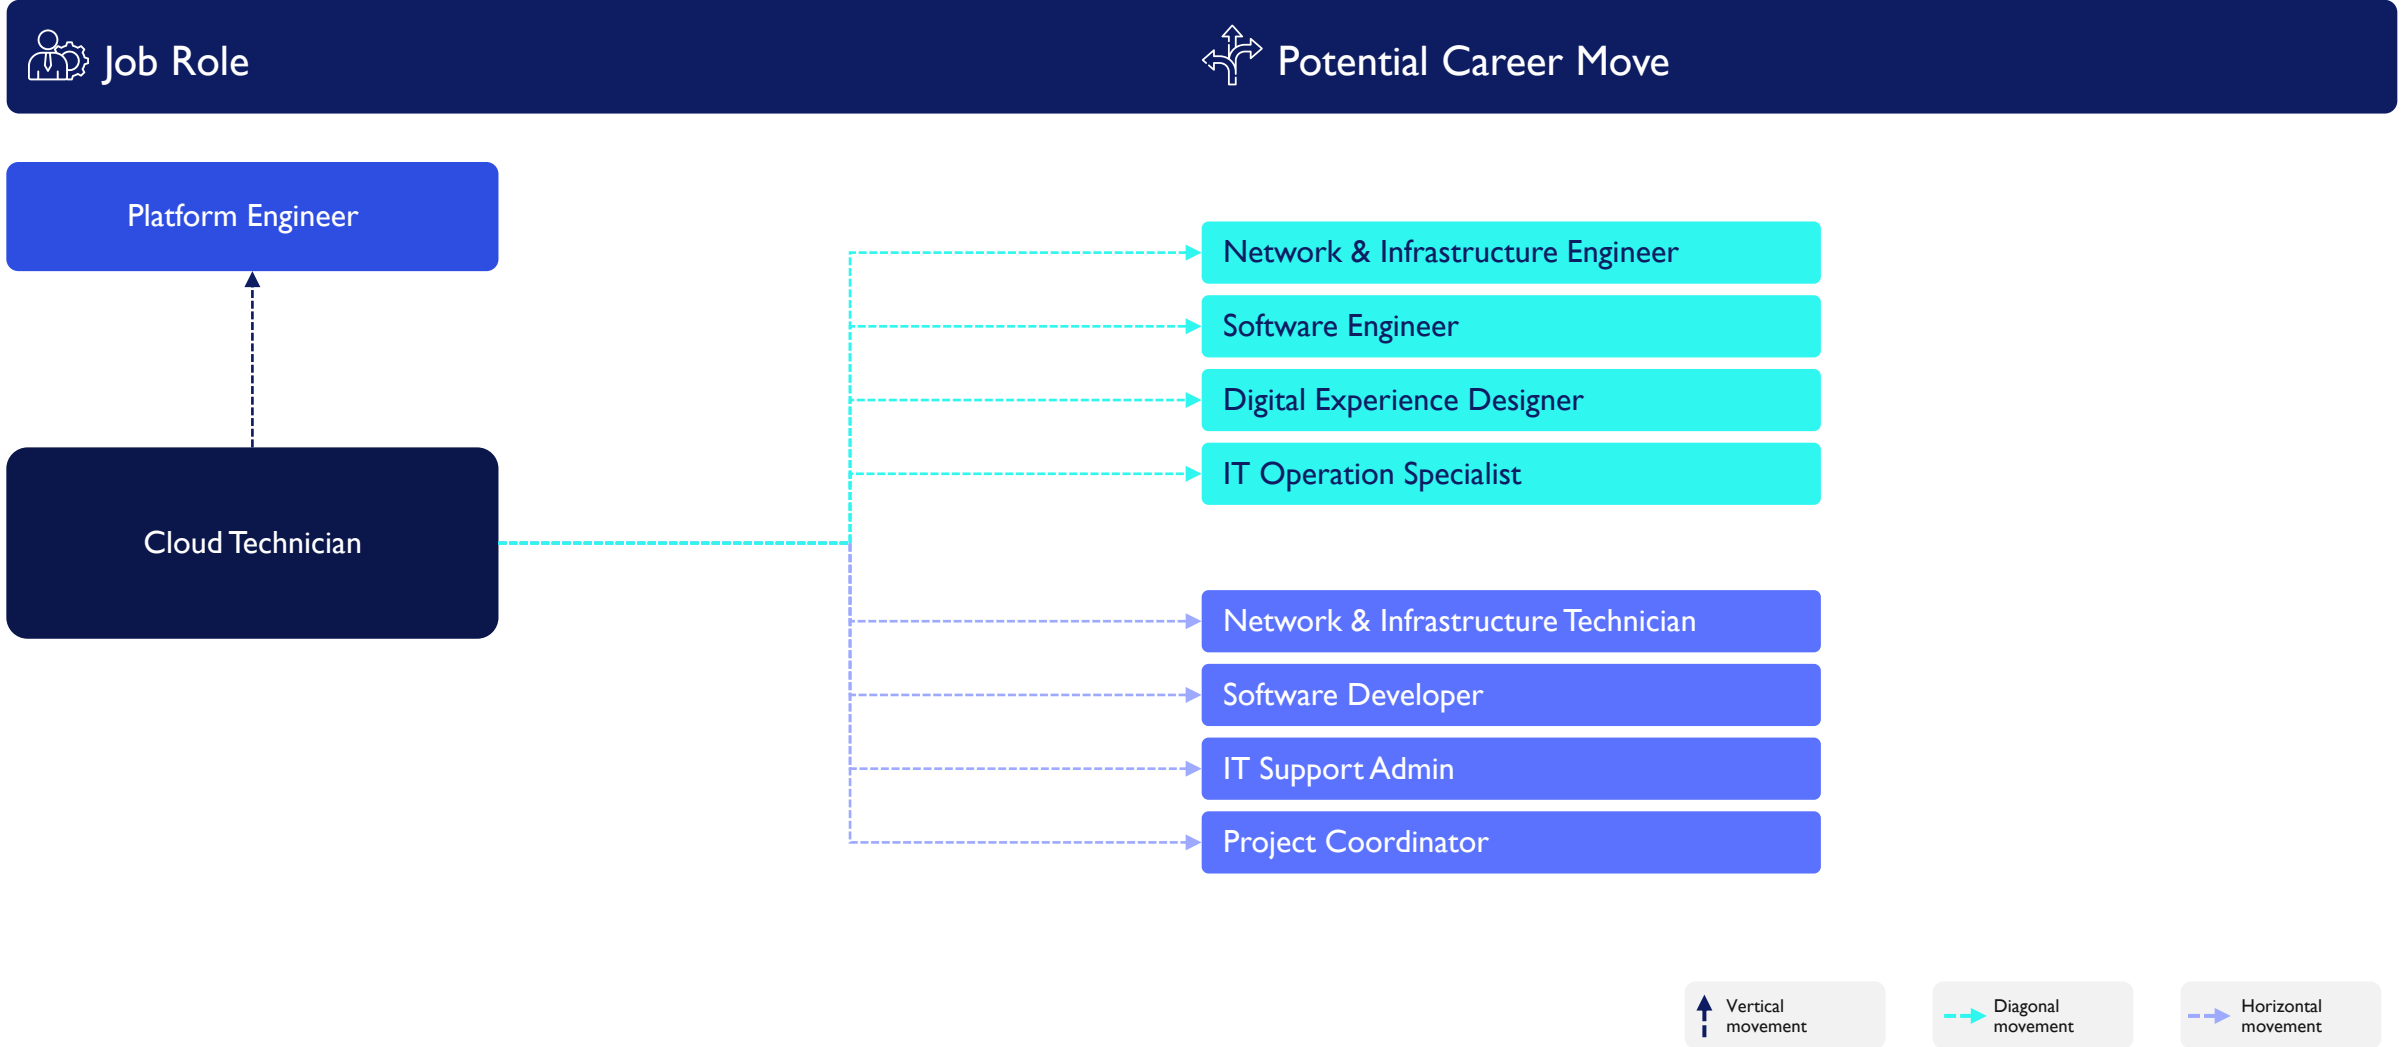 Job Role
Potential Career Move
Platform Engineer
Network & Infrastructure Engineer
Software Engineer
Digital Experience Designer
IT Operation Specialist
Cloud Technician
Network & Infrastructure Technician
Software Developer
IT Support Admin
Project Coordinator
Vertical
movement
Diagonal
movement
Horizontal
movement